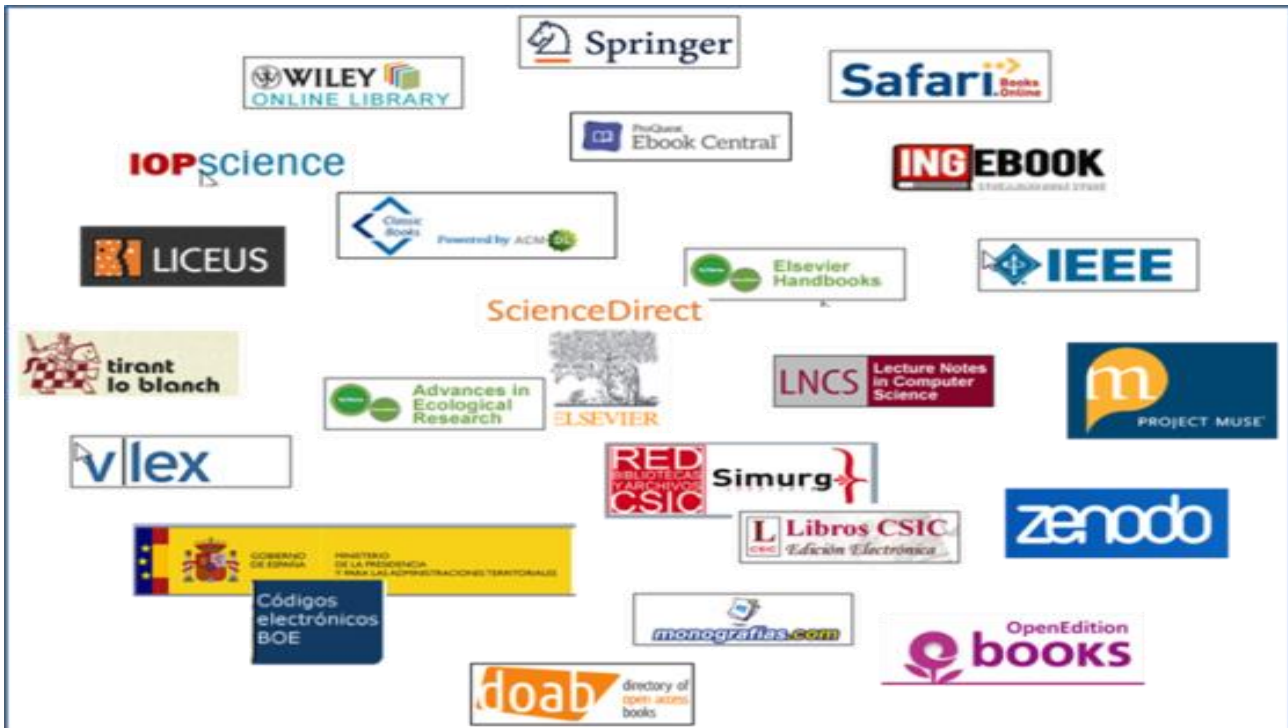 Springer
WILEY
ONLINE LIBRARY
Safari
Books
Online
ProQuest
Ebook Central
IOPscience
INGEBOOK
Classic
Books
Powered by ACM-DL
LICEUS
Elsevier
Handbooks
IEEE
ScienceDirect
tirant
lo blanch
Advances in
Ecological
Research
ELSEVIER
LNCS
Lecture Notes
in Computer
Science
m
PROJECT MUSE
v|lex
RED
BIBLIOTECAS
Y ARCHIVOS
CSIC
Simurg
L
CSIC
Libros CSIC
Edición Electrónica
zenodo
GOBIERNO
DE ESPAÑA
MINISTERIO
DE LA PRESIDENCIA
Y PARA LAS ADMINISTRACIONES TERRITORIALES
Códigos
electrónicos
BOE
monografias.com
OpenEdition
books
doab
directory of
open access
books